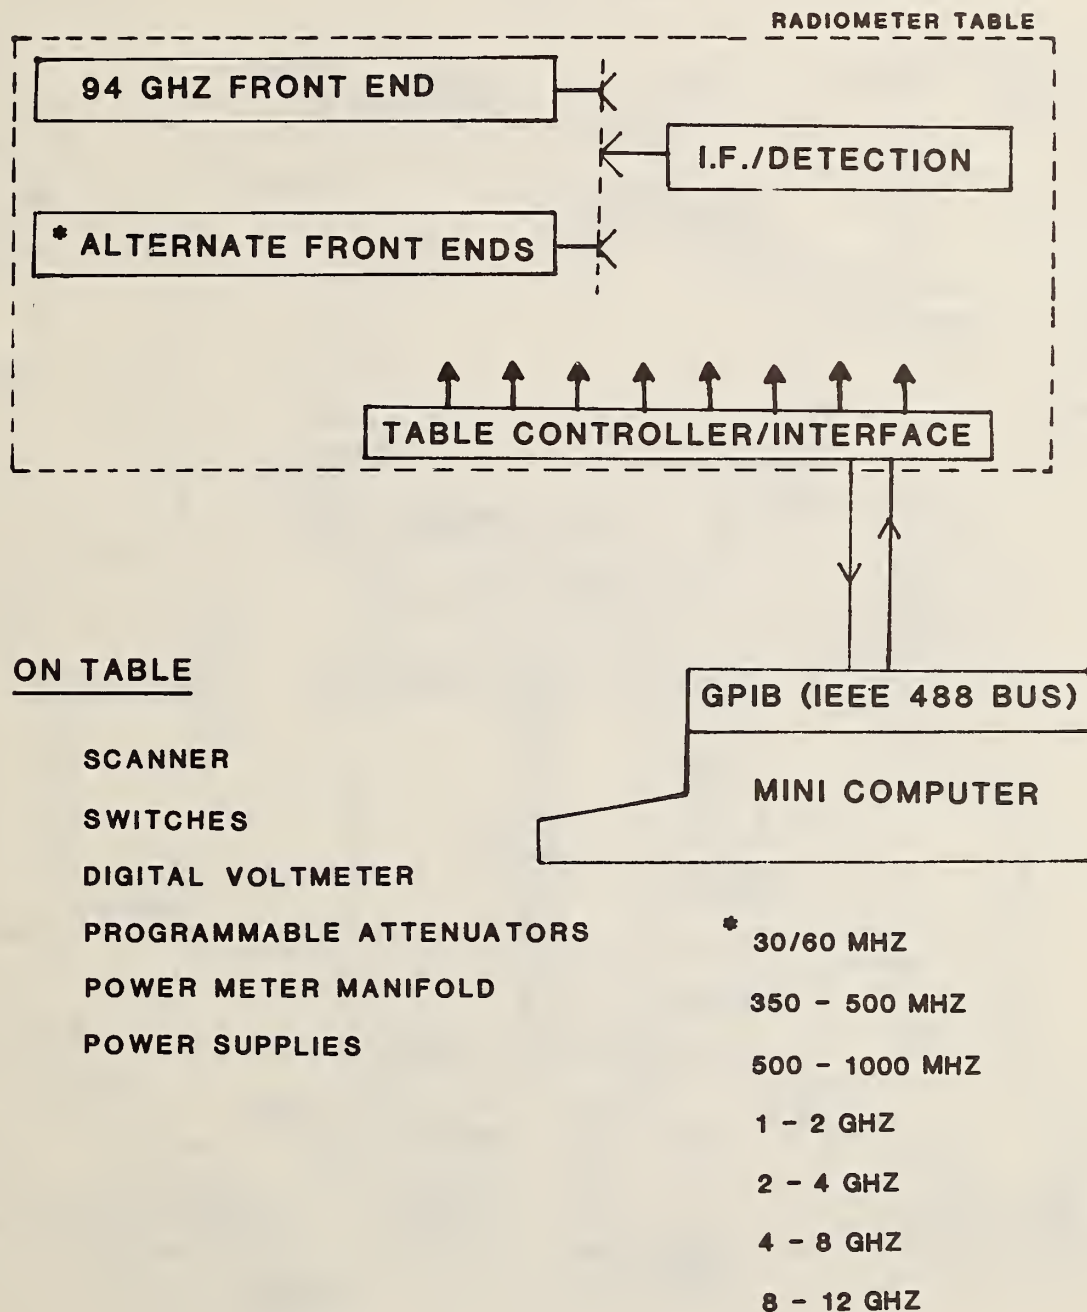 RADIOMETER TABLE
94 GHZ FRONT END
I.F./DETECTION
* ALTERNATE FRONT ENDS
TABLE CONTROLLER/INTERFACE
GPIB (IEEE 488 BUS)
MINI COMPUTER
ON TABLE
SCANNER
SWITCHES
DIGITAL VOLTMETER
PROGRAMMABLE ATTENUATORS
POWER METER MANIFOLD
POWER SUPPLIES
* 30/60 MHZ
350 - 500 MHZ
500 - 1000 MHZ
1 - 2 GHZ
2 - 4 GHZ
4 - 8 GHZ
8 - 12 GHZ